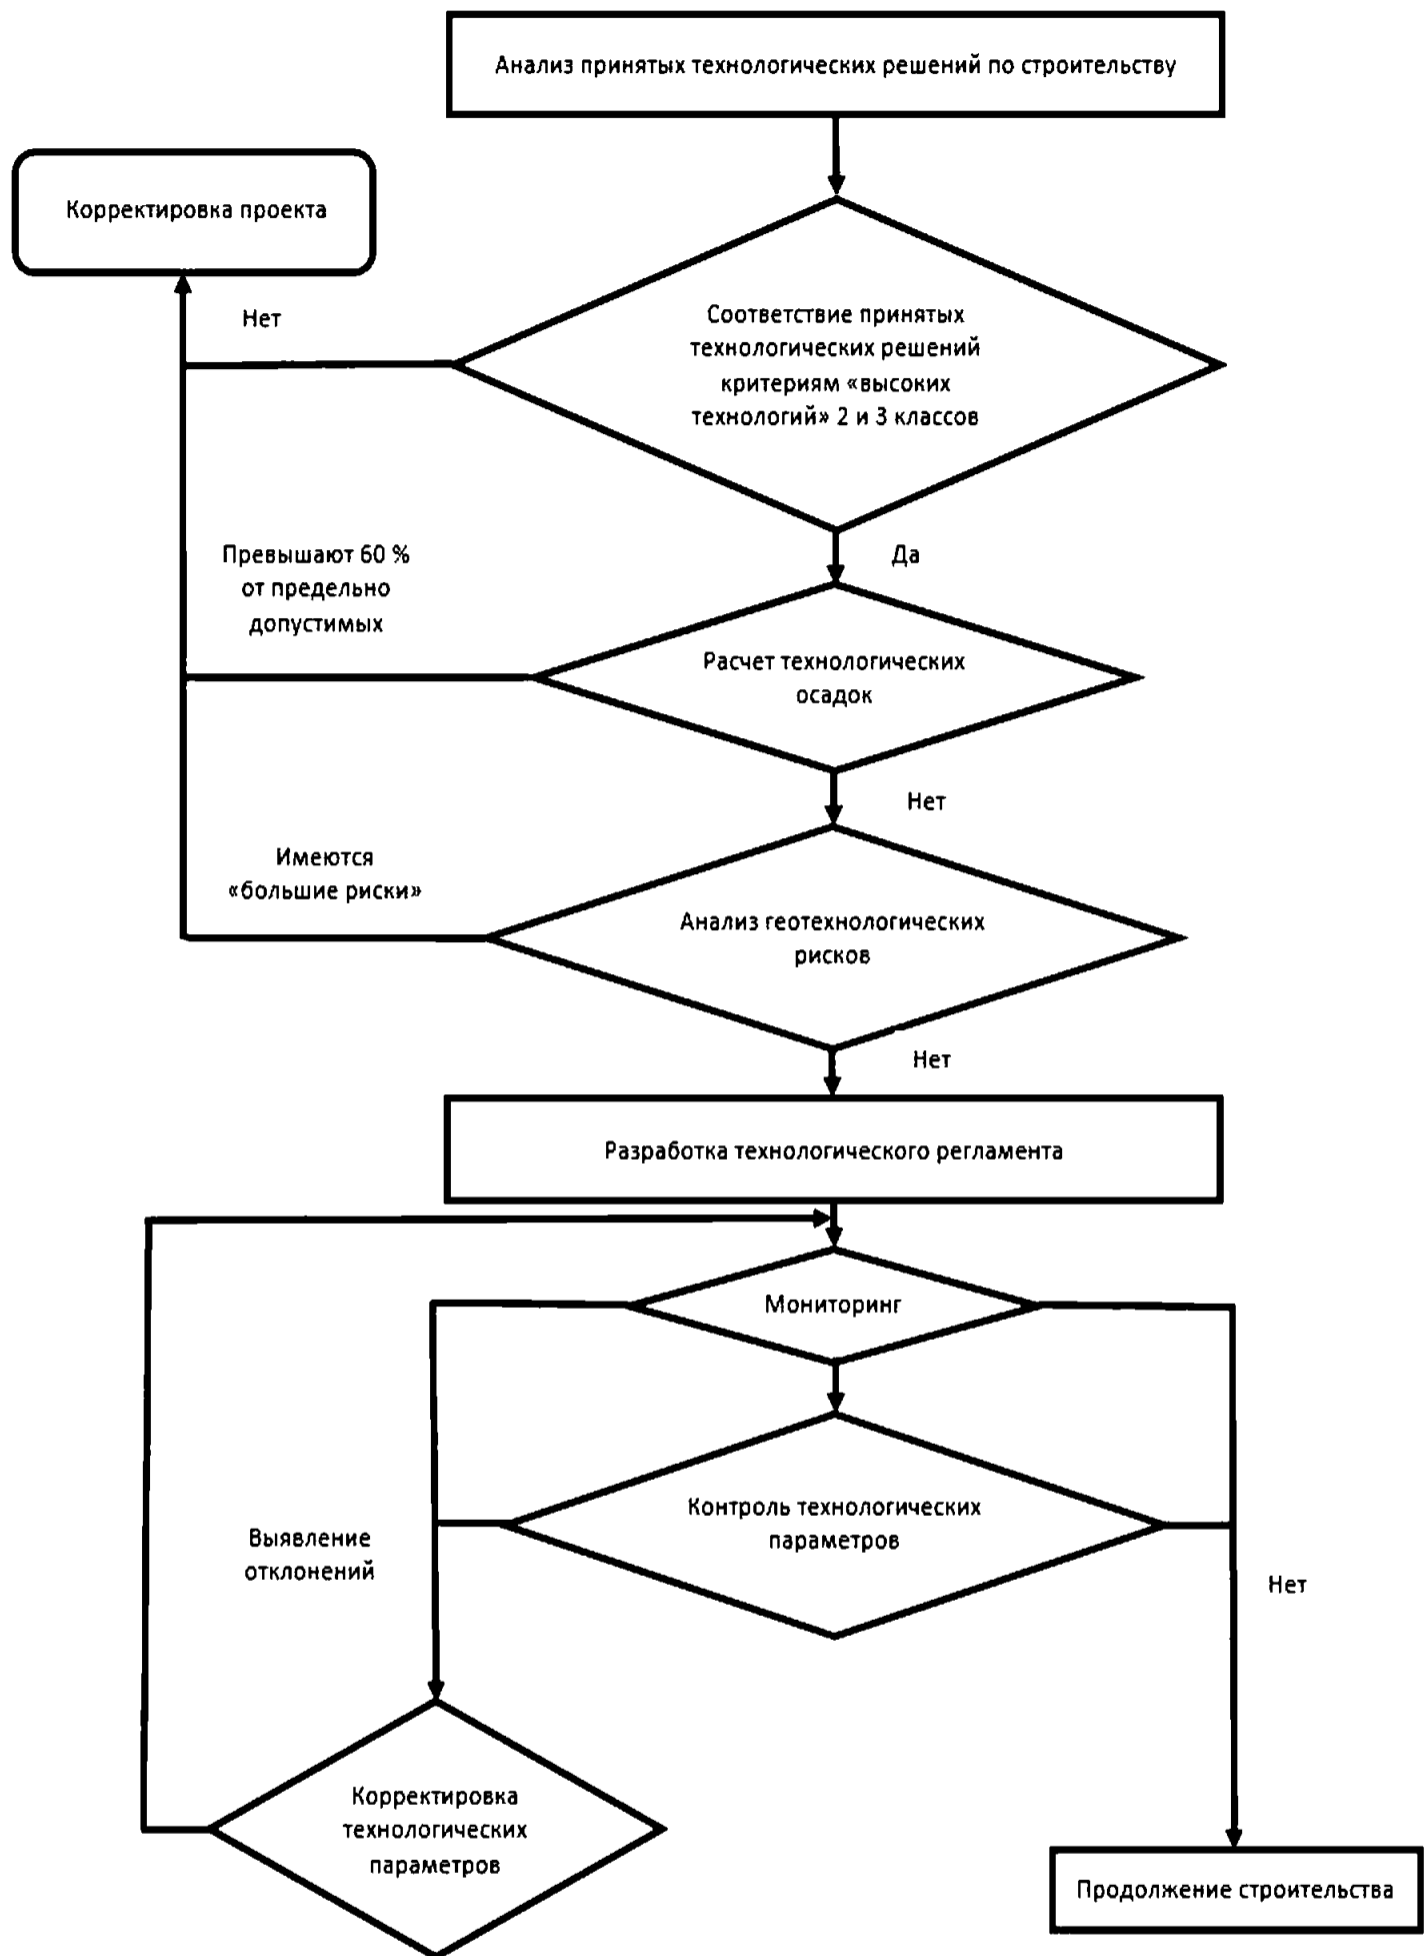 Анализ принятых технологических решений по строительству
Корректировка проекта
Нет
Соответствие принятых
технологических решений
критериям «высоких
технологий» 2 и 3 классов
Да
Превышают 60 %
от предельно
допустимых
Расчет технологических
осадок
Нет
Имеются
«большие риски»
Анализ геотехнологических
рисков
Нет
Разработка технологического регламента
Мониторинг
Контроль технологических
параметров
Выявление
отклонений
Нет
Корректировка
технологических
параметров
Продолжение строительства